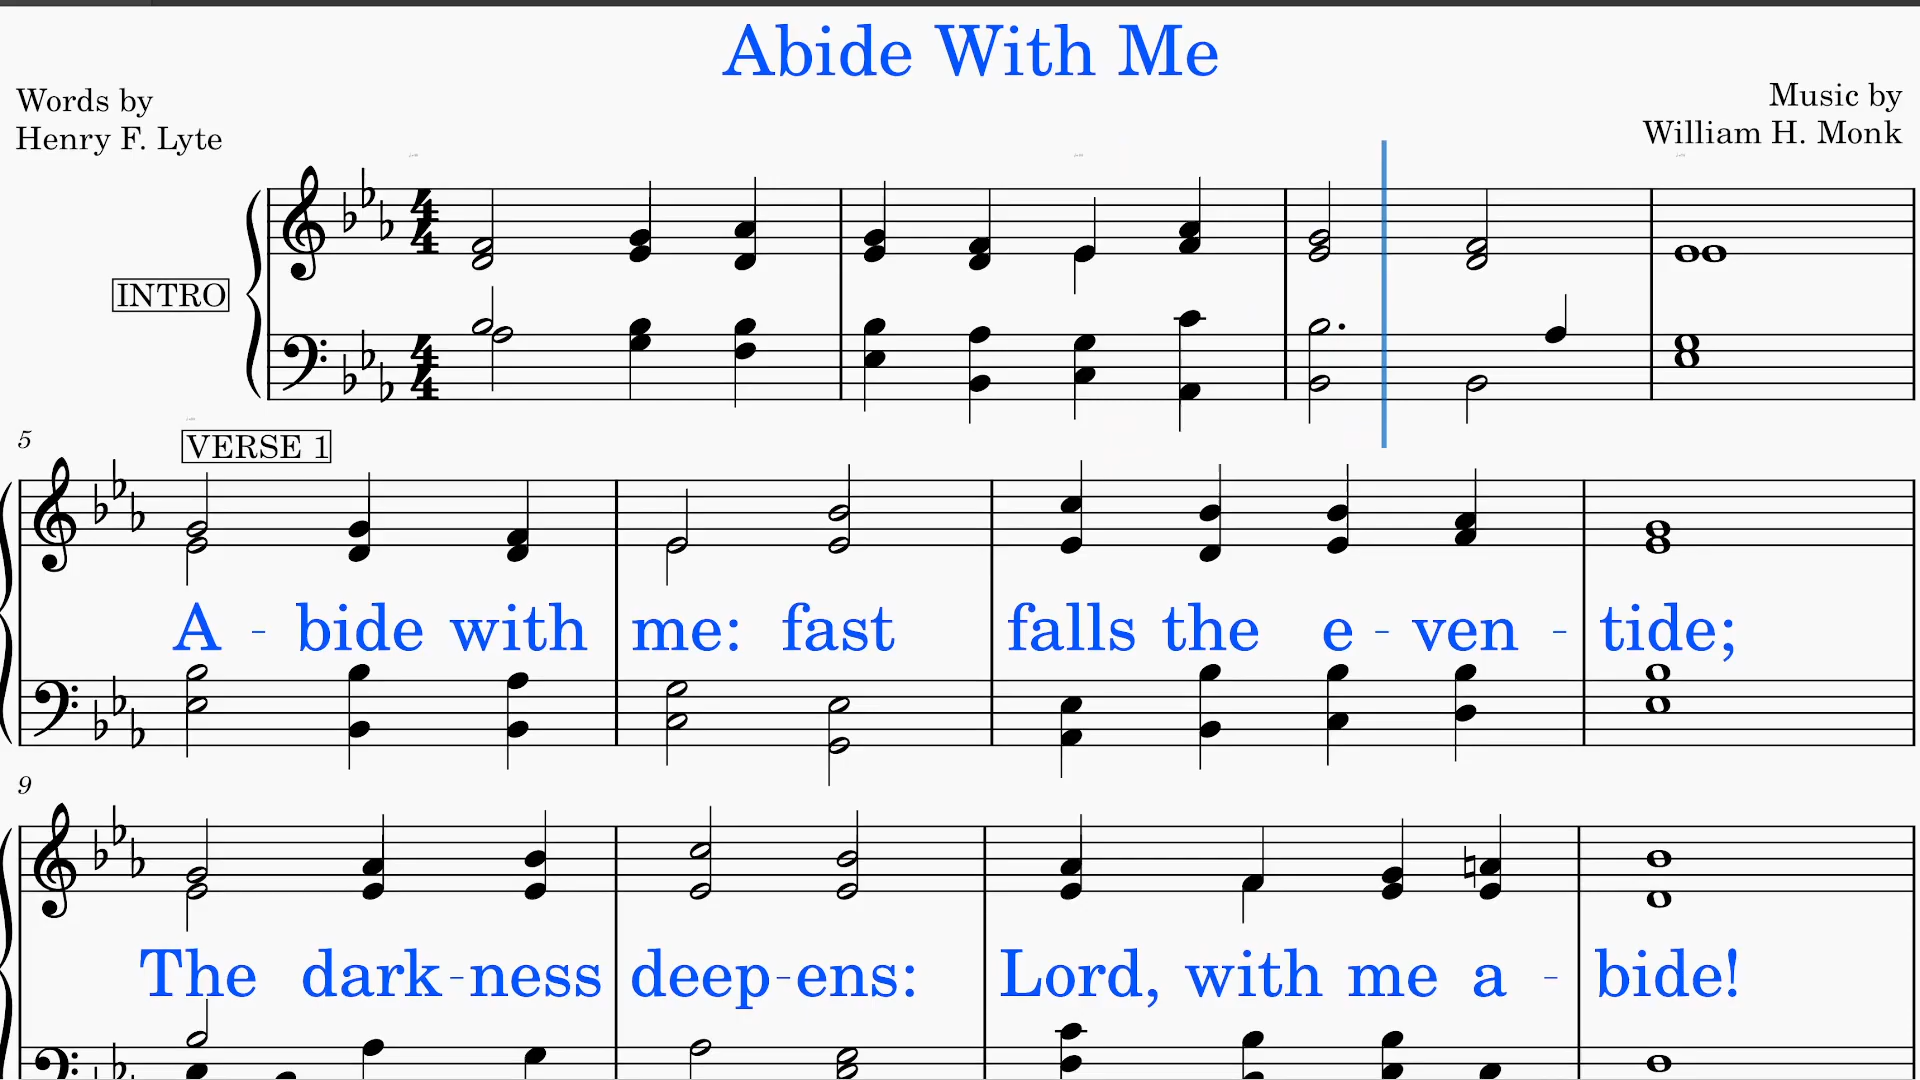 Abide With Me
Words by
Henry F. Lyte
Music by
William H. Monk
INTRO
5
VERSE 1
A - bide with me: fast falls the e - ven - tide;
9
The dark - ness deep - ens: Lord, with me a - bide!